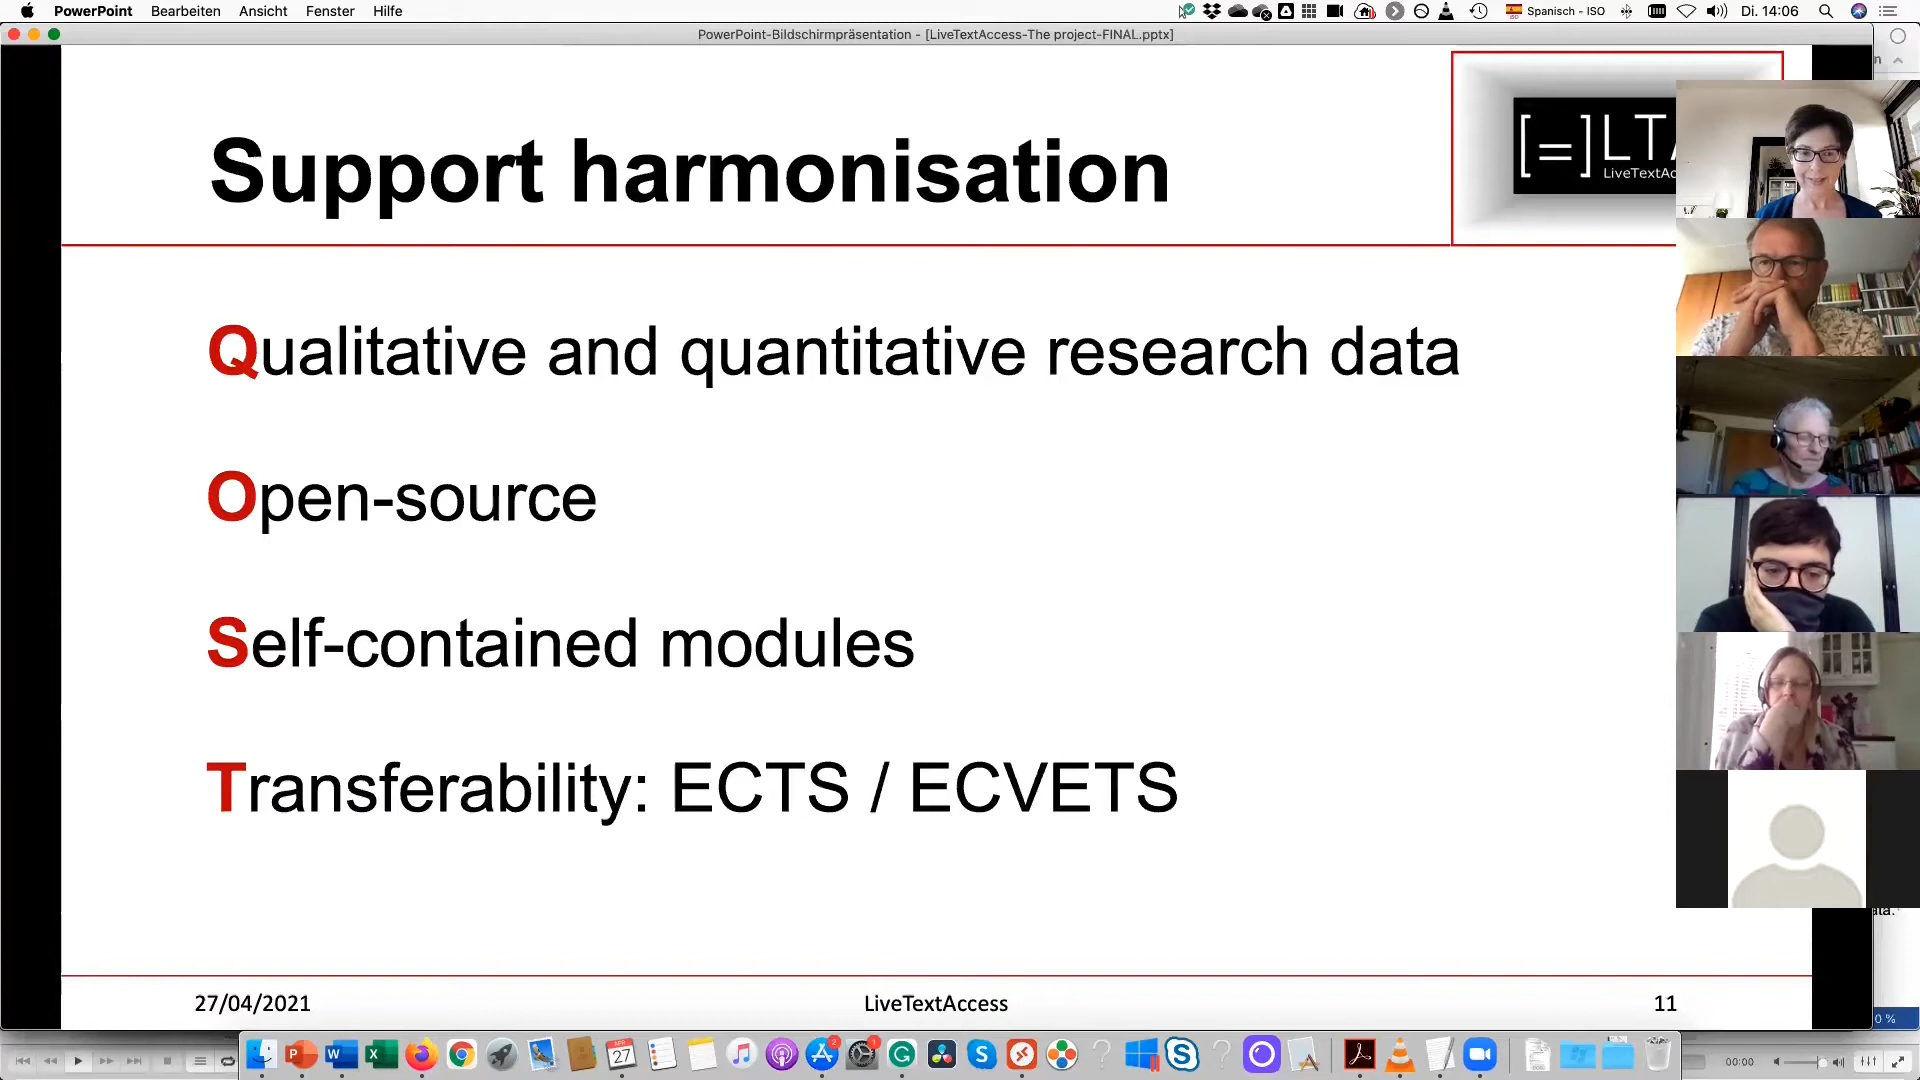 PowerPoint Bearbeiten Ansicht Fenster Hilfe Spanisch - ISO Di. 14:06
PowerPoint-Bildschirmpräsentation - [LiveTextAccess-The project-FINAL.pptx]
Support harmonisation
[=] LTA
LiveTextAc
Qualitative and quantitative research data
Open-source
Self-contained modules
Transferability: ECTS / ECVETS
27/04/2021 LiveTextAccess 11
0 %
00:00